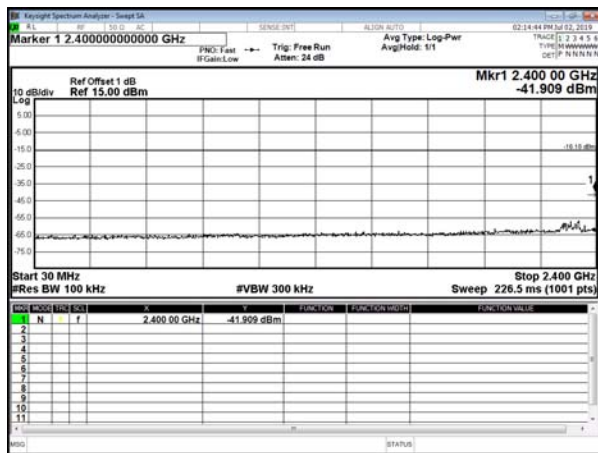 Keysight Spectrum Analyzer - Swept SA
RL RF 50 Ω AC SENSE:INT ALIGN AUTO 02:14:44 PM Jul 02, 2019
Marker 1 2.400000000000 GHz
PNO: Fast Trig: Free Run Avg Type: Log-Pwr TRACE 1 2 3 4 5 6
IFGain:Low Atten: 24 dB Avg|Hold: 1/1 TYPE M WWWWW
DET P N N N N N
Ref Offset 1 dB Mkr1 2.400 00 GHz
10 dB/div Ref 15.00 dBm -41.909 dBm
Log
5.00
-5.00
-15.0
-25.0
-35.0
1
-45.0
-55.0
-65.0
-75.0
Start 30 MHz Stop 2.400 GHz
#Res BW 100 kHz #VBW 300 kHz Sweep 226.5 ms (1001 pts)
MKR MODE TRC SCL X Y FUNCTION FUNCTION WIDTH FUNCTION VALUE
1 N f 2.400 00 GHz -41.909 dBm
2
3
4
5
6
7
8
9
10
11
MSG STATUS